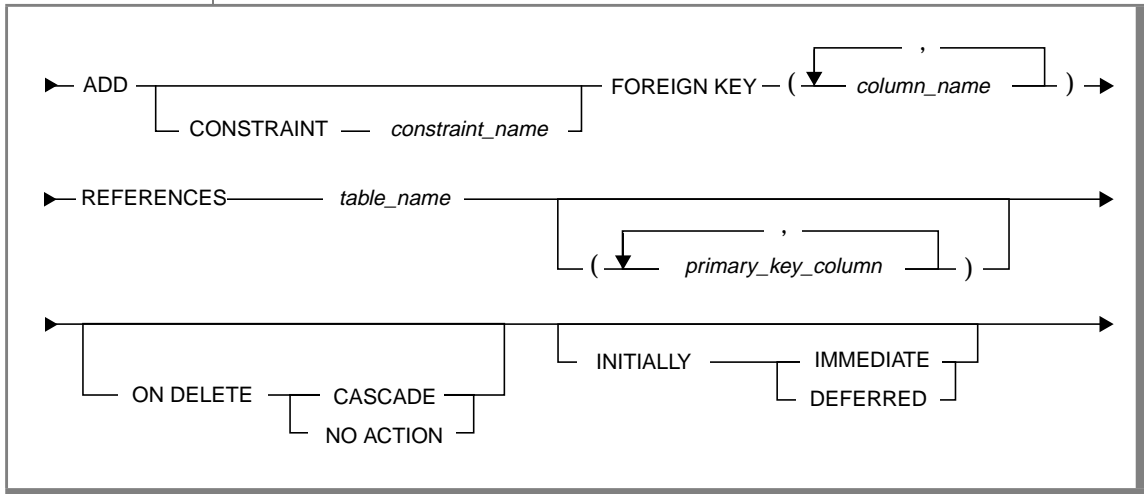 ,
ADD FOREIGN KEY ( column_name )
CONSTRAINT constraint_name
REFERENCES table_name
,
( primary_key_column )
INITIALLY IMMEDIATE
DEFERRED
ON DELETE CASCADE
NO ACTION